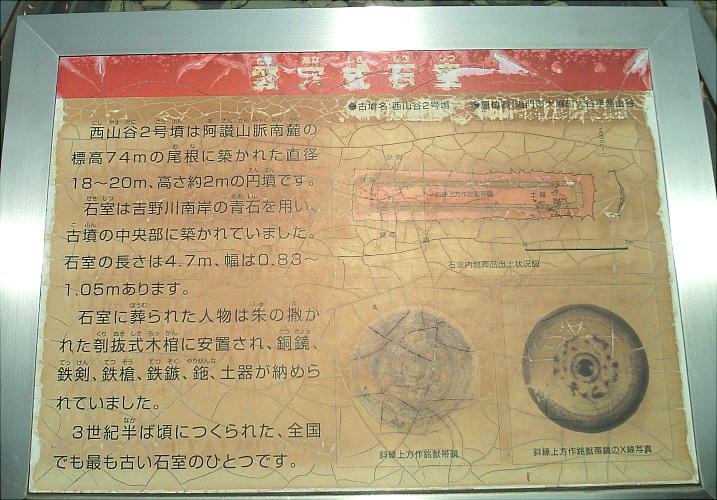 竪穴式石室
●古墳名:西山谷2号墳
西山谷2号墳は阿讃山脈南麓の
標高74mの尾根に築かれた直径
18〜20m、高さ約2mの円墳です。
石室は吉野川南岸の青石を用い、
古墳の中央部に築かれていました。
石室の長さは4.7m、幅は0.83〜
1.05mあります。
石室に葬られた人物は朱の撒か
れた刳抜式木棺に安置され、銅鏡、
鉄剣、鉄槍、鉄鏃、鉇、土器が納めら
れていました。
3世紀半ば頃につくられた、全国
でも最も古い石室のひとつです。
石室内副葬品出土状況図
斜縁上方作銘獣帯鏡
斜縁上方作銘獣帯鏡のX線写真